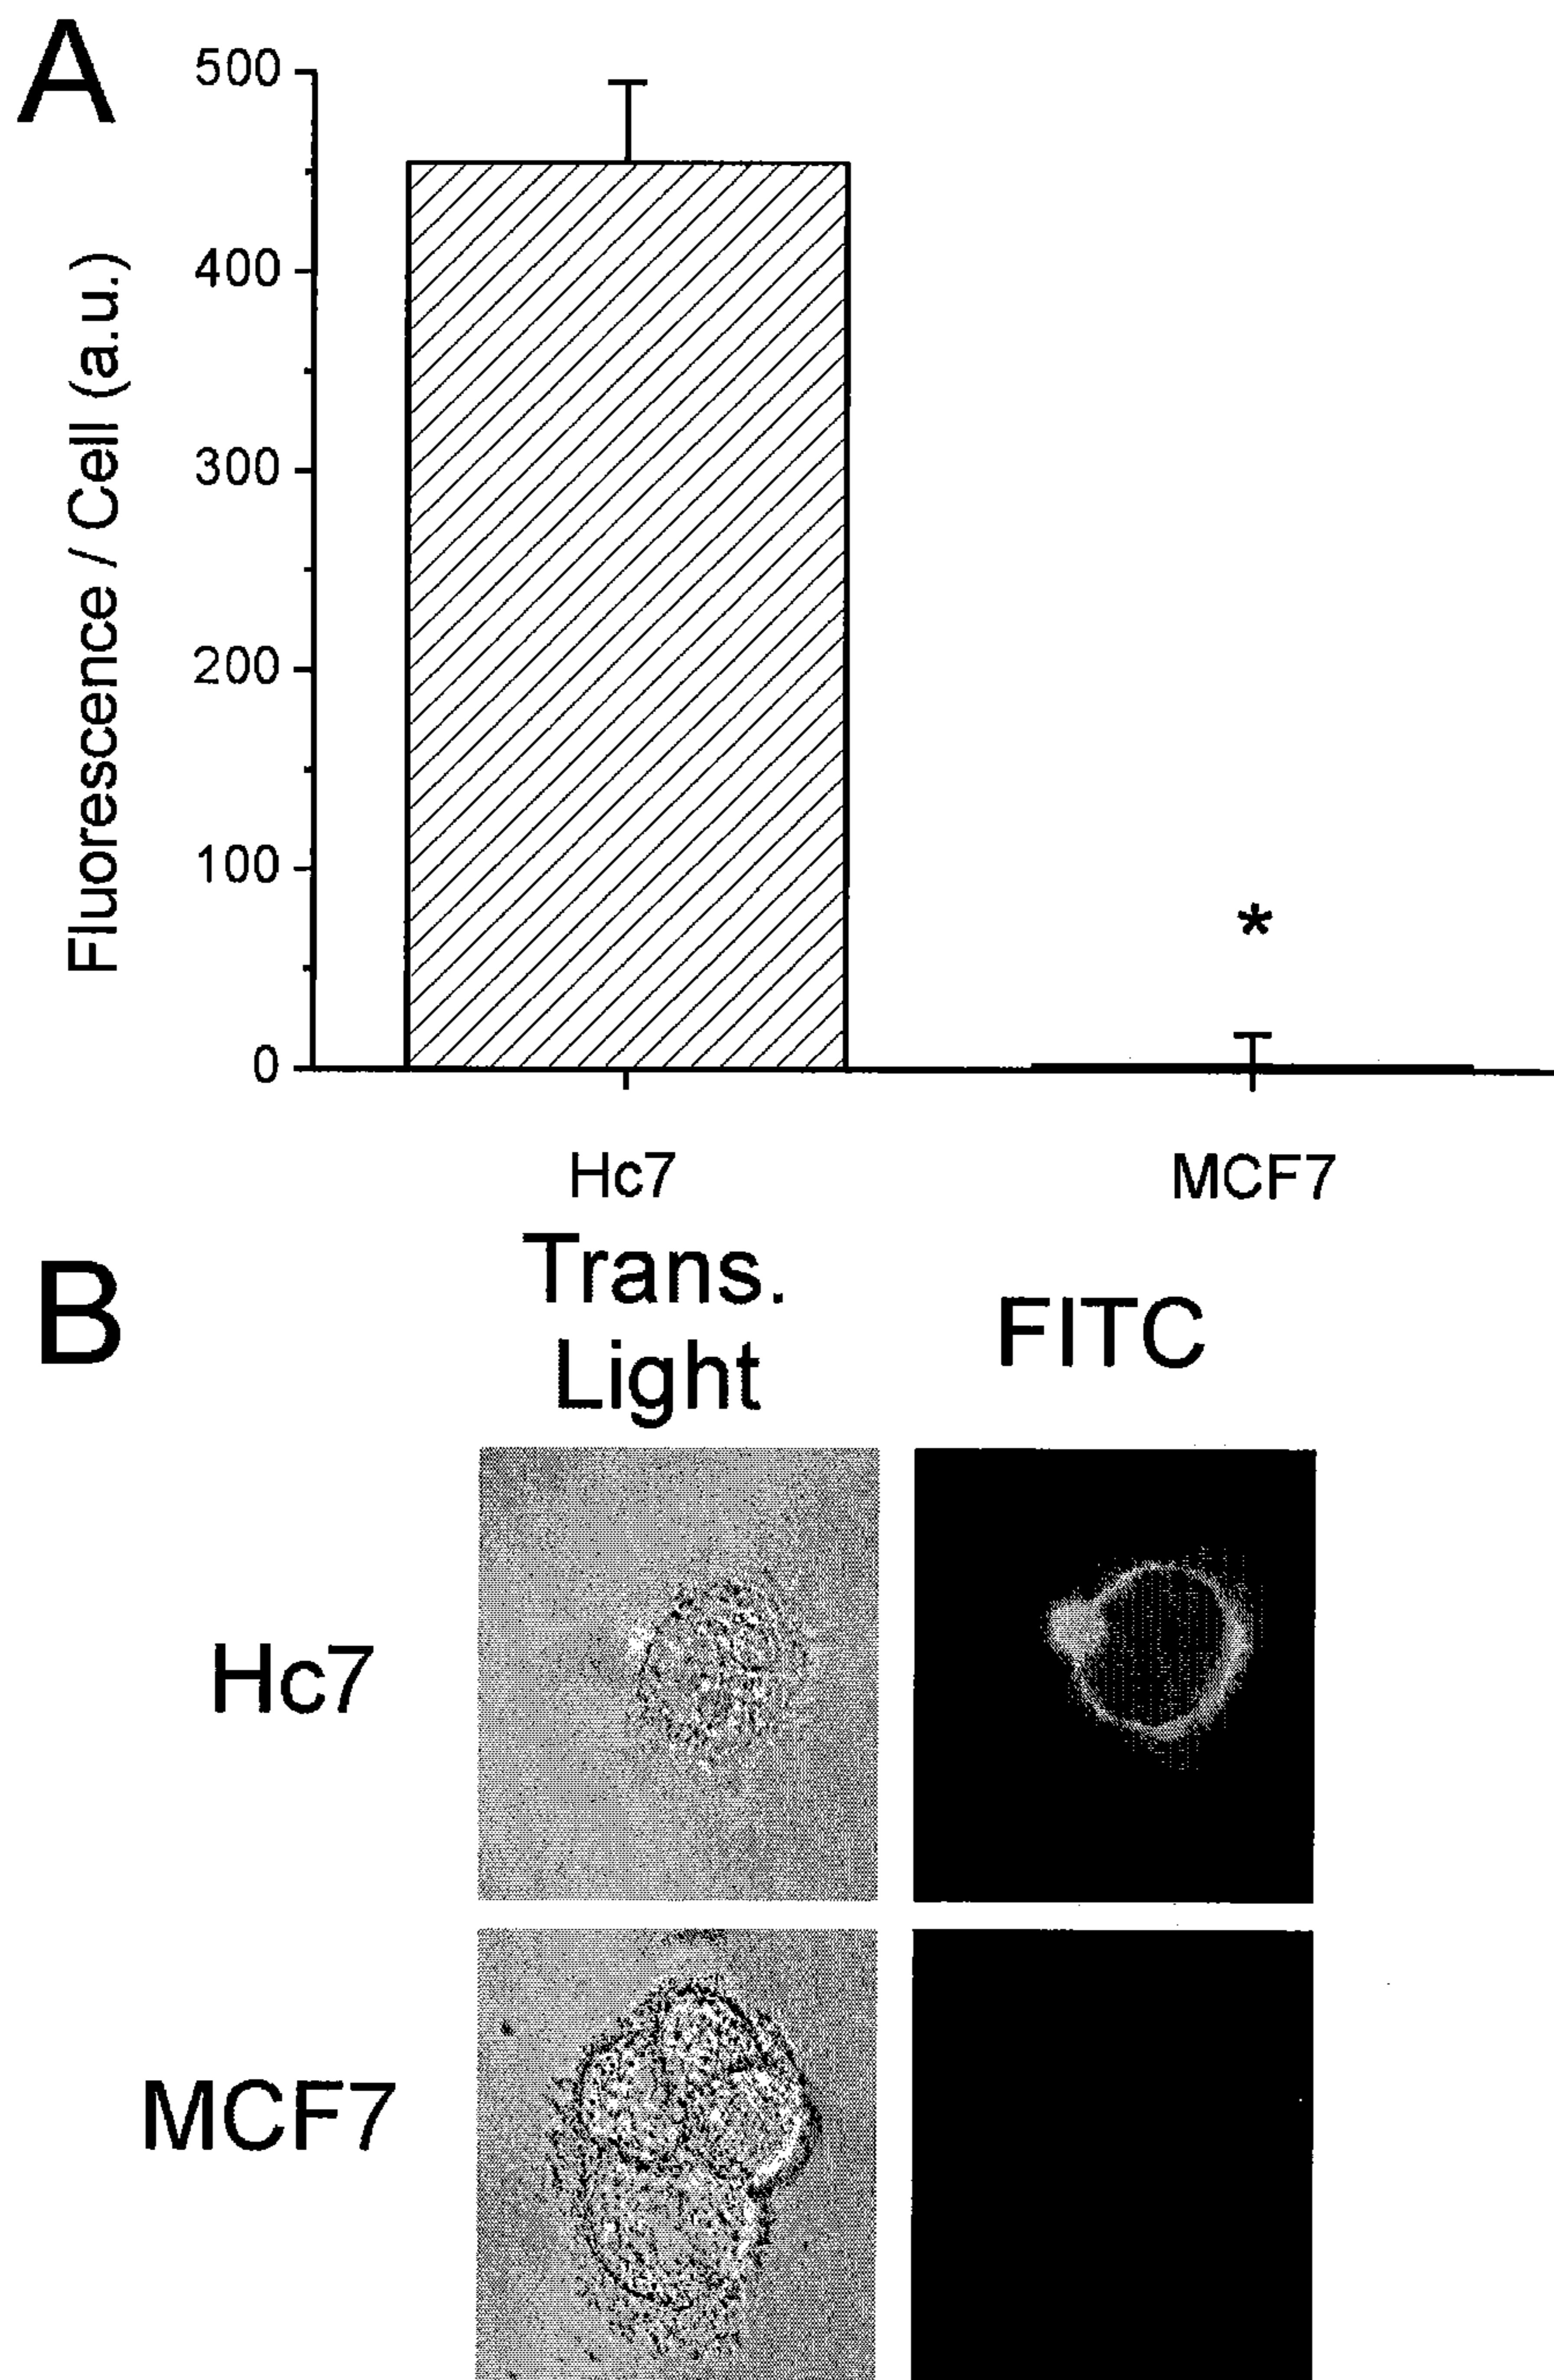 A
500
400
300
200
100
0
Fluorescence / Cell (a.u.)
*
Hc7
MCF7
B
Trans.
Light
FITC
Hc7
MCF7